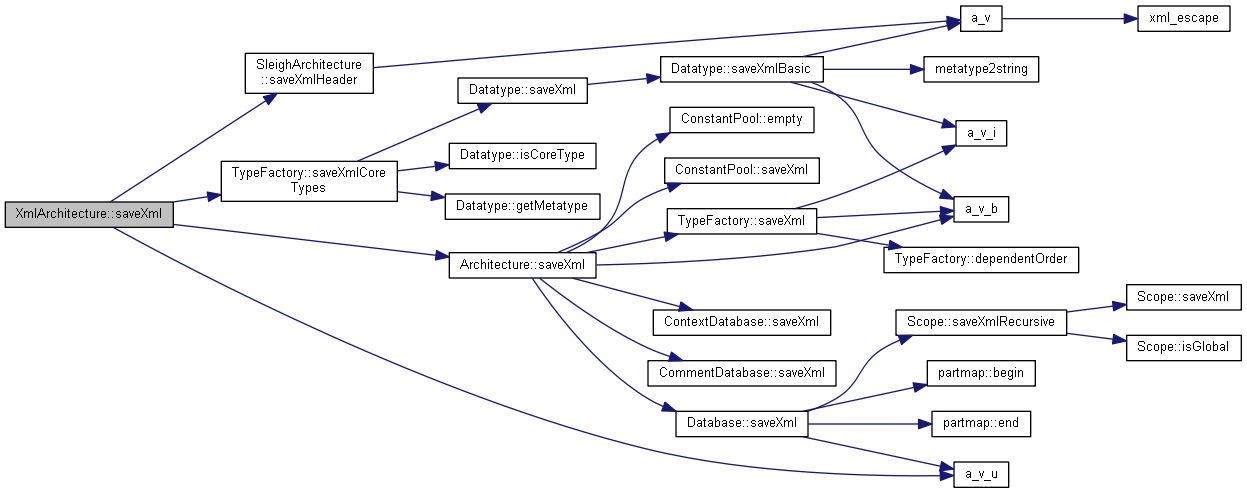 a_v
xml_escape
SleighArchitecture
::saveXmlHeader
Datatype::saveXmlBasic
metatype2string
Datatype::saveXml
ConstantPool::empty
a_v_i
Datatype::isCoreType
TypeFactory::saveXmlCore
Types
ConstantPool::saveXml
Datatype::getMetatype
XmlArchitecture::saveXml
TypeFactory::saveXml
a_v_b
Architecture::saveXml
TypeFactory::dependentOrder
Scope::saveXml
ContextDatabase::saveXml
Scope::saveXmlRecursive
Scope::isGlobal
CommentDatabase::saveXml
partmap::begin
Database::saveXml
partmap::end
a_v_u